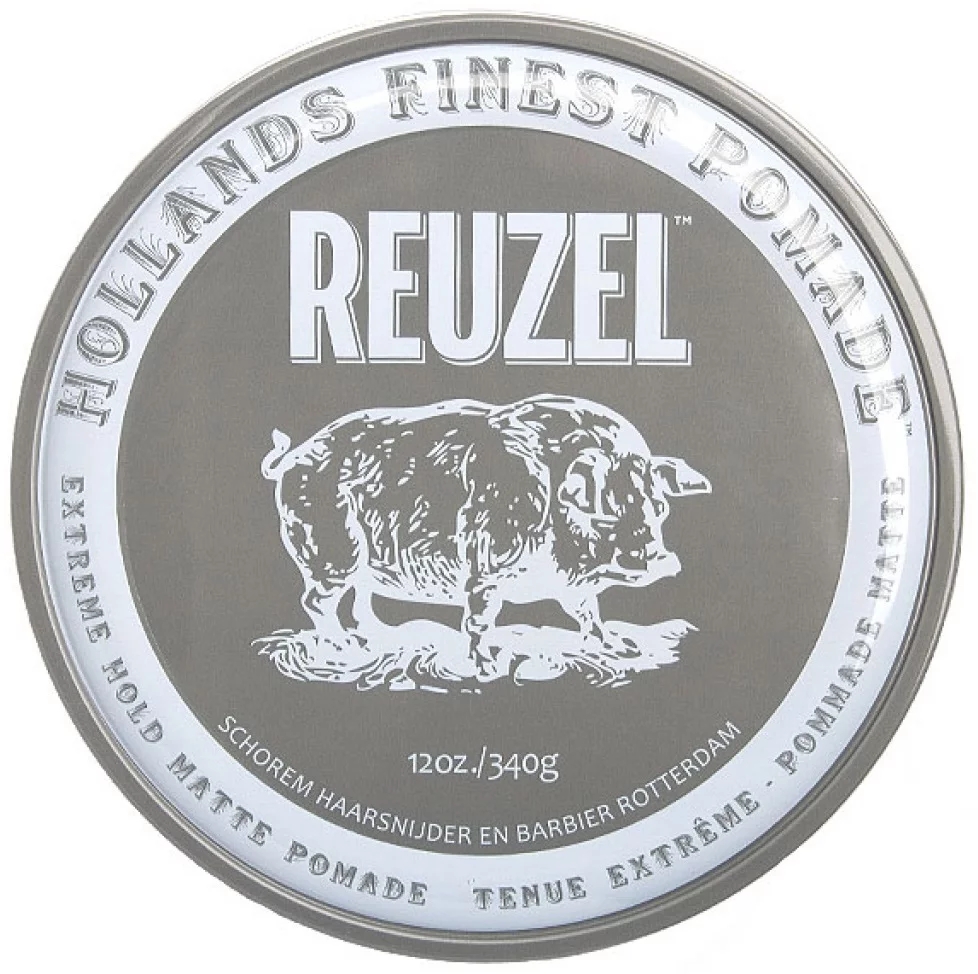 HOLLANDS FINEST POMADE™
REUZEL™
12oz./340g
SCHOREM HAARSNIJDER EN BARBIER ROTTERDAM
EXTREME HOLD MATTE POMADE
TENUE EXTRÊME - POMMADE MATTE